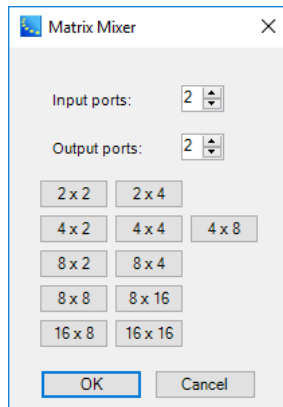 Matrix Mixer
Input ports: 2
Output ports: 2
2 x 2 2 x 4
4 x 2 4 x 4 4 x 8
8 x 2 8 x 4
8 x 8 8 x 16
16 x 8 16 x 16
OK Cancel